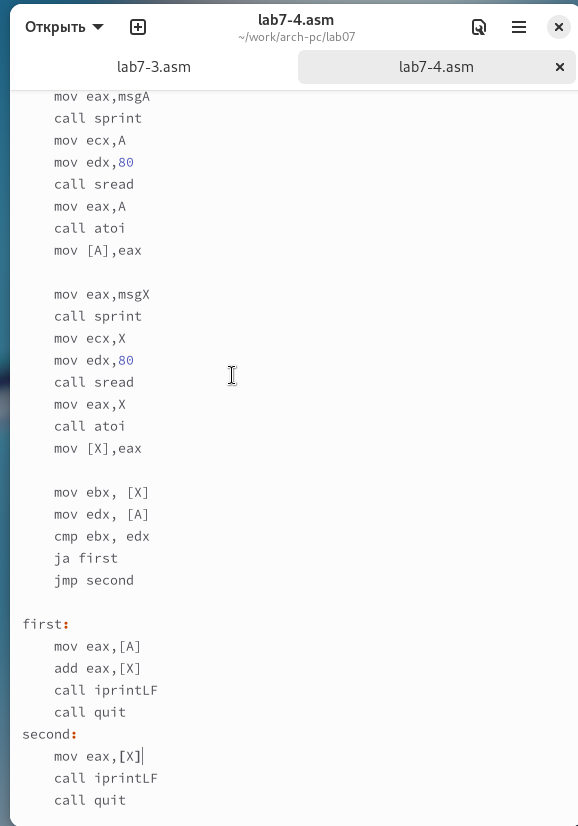 Открыть
lab7-4.asm
~/work/arch-pc/lab07
lab7-3.asm
lab7-4.asm
    mov eax,msgA
    call sprint
    mov ecx,A
    mov edx,80
    call sread
    mov eax,A
    call atoi
    mov [A],eax

    mov eax,msgX
    call sprint
    mov ecx,X
    mov edx,80
    call sread
    mov eax,X
    call atoi
    mov [X],eax

    mov ebx, [X]
    mov edx, [A]
    cmp ebx, edx
    ja first
    jmp second

first:
    mov eax,[A]
    add eax,[X]
    call iprintLF
    call quit
second:
    mov eax,[X]
    call iprintLF
    call quit